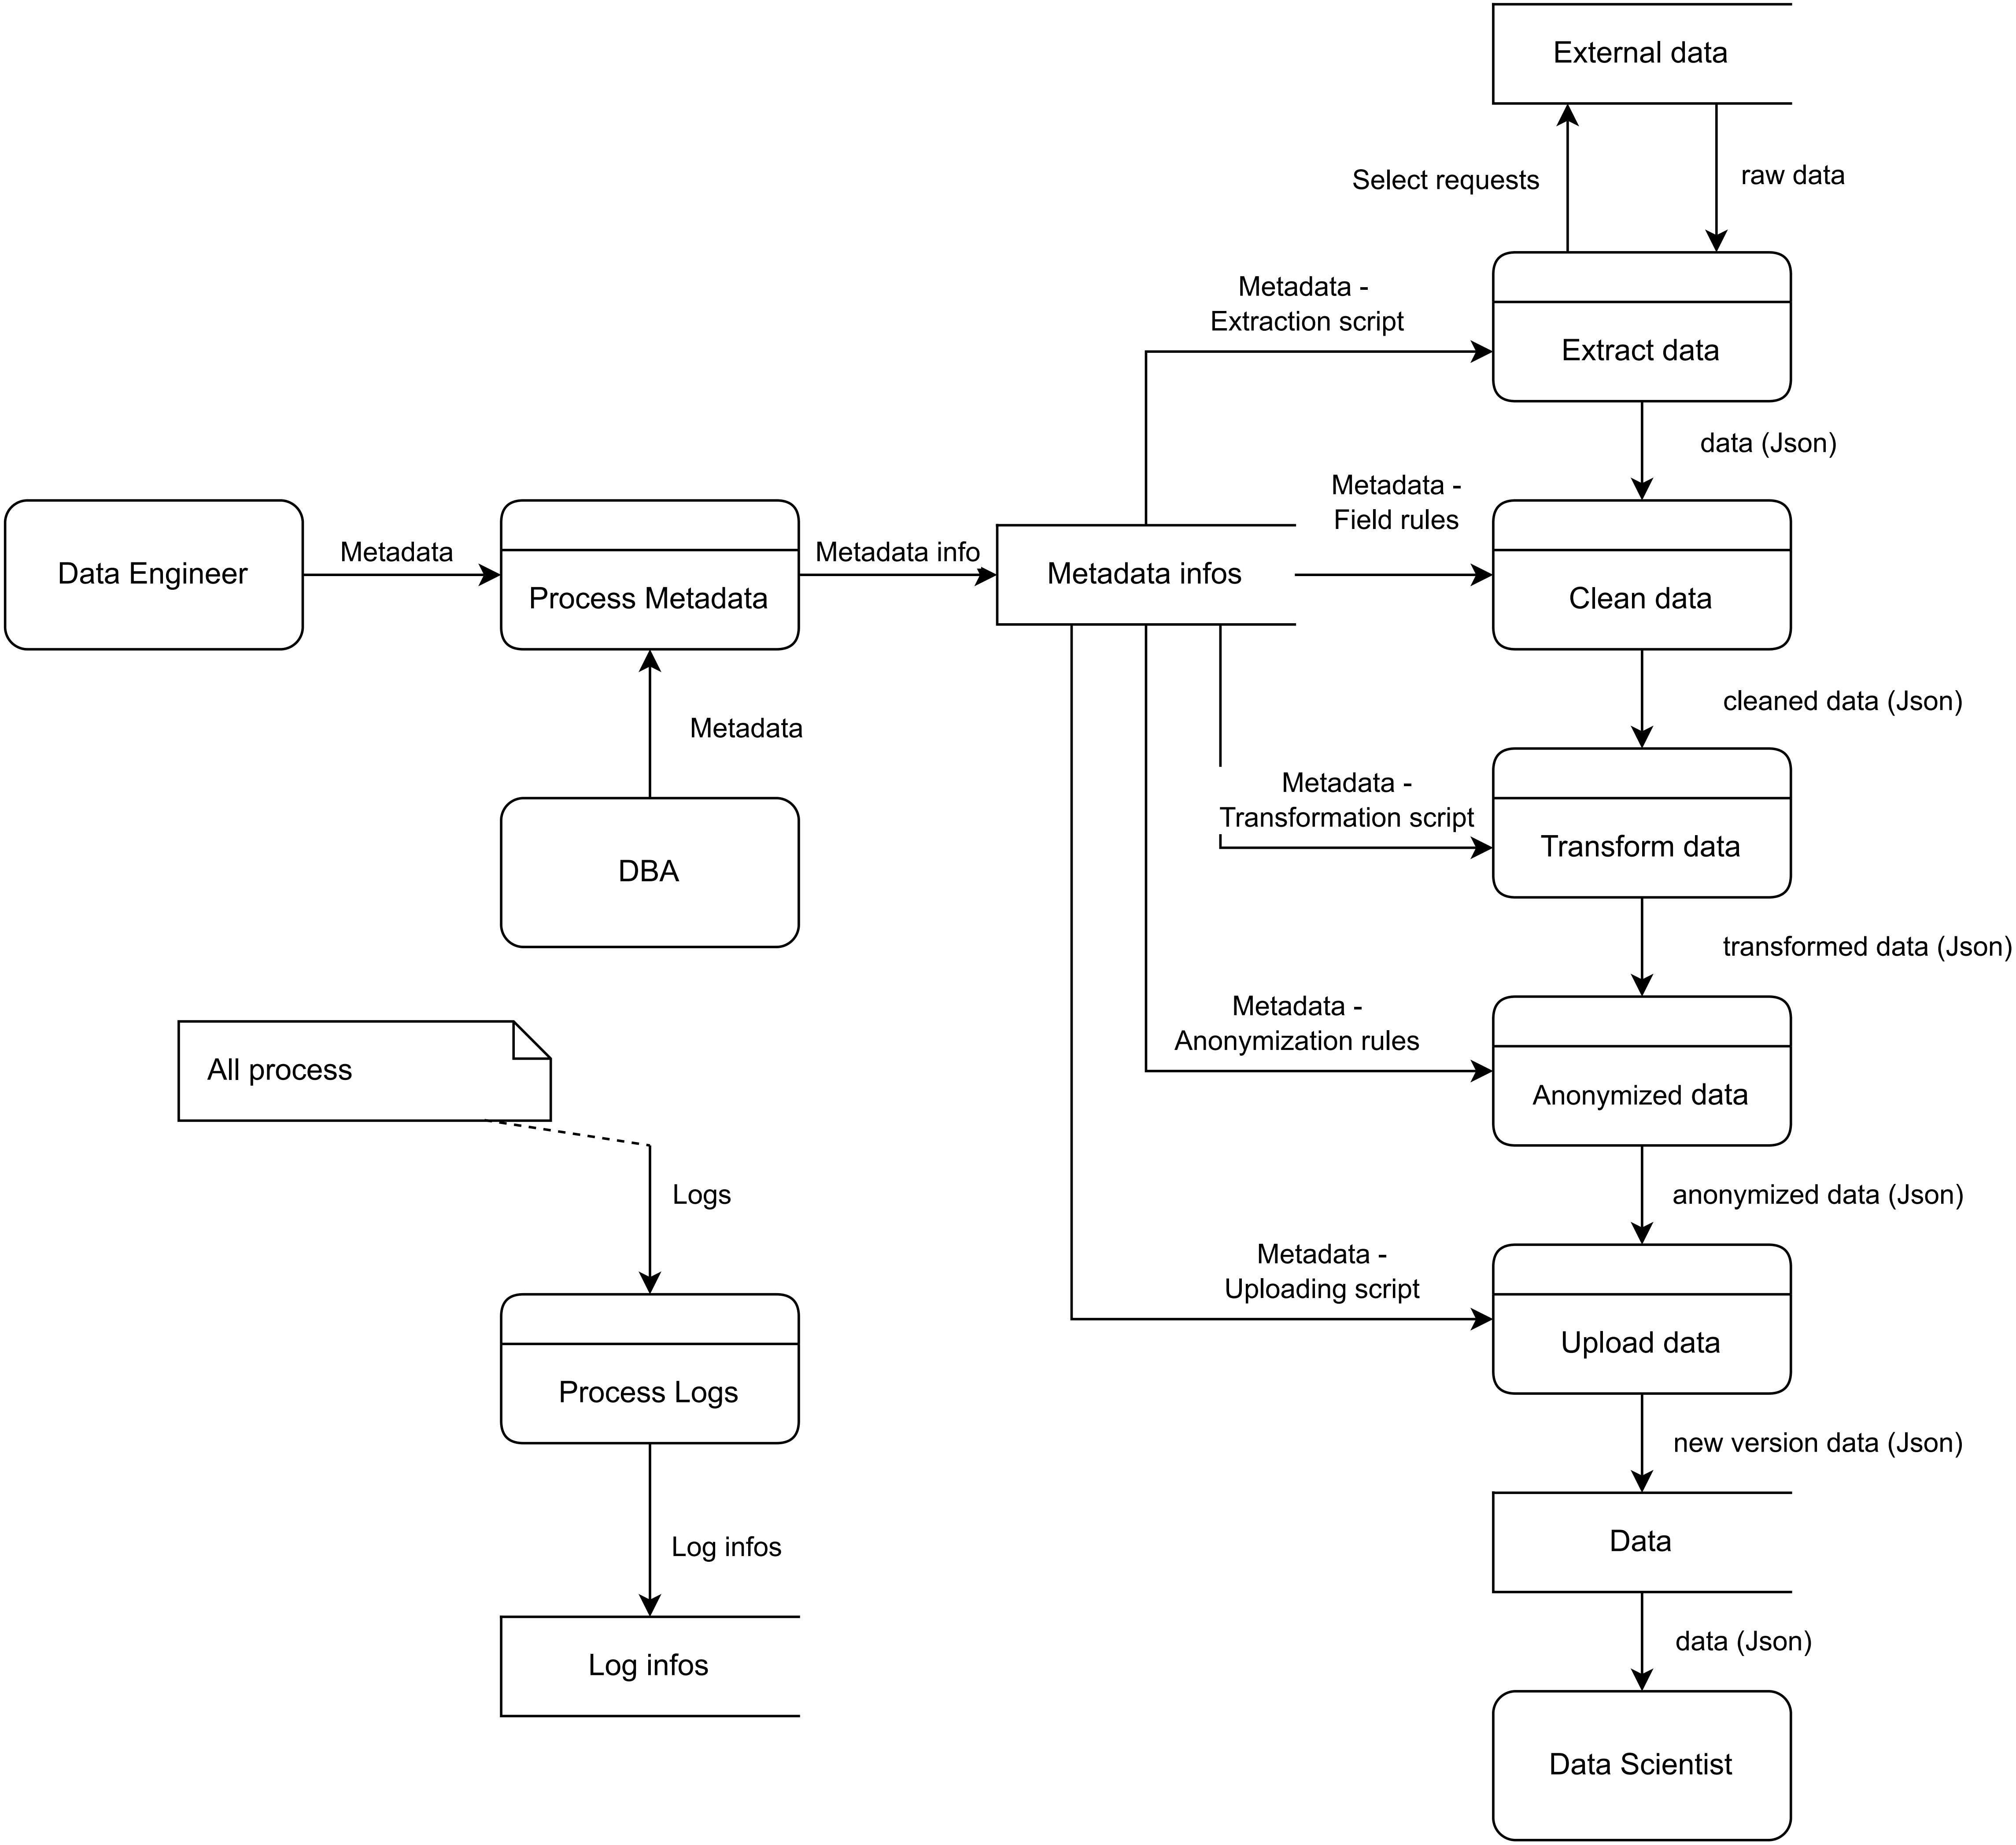 External data
Select requests
raw data
Metadata -
Extraction script
Extract data
data (Json)
Metadata -
Field rules
Data Engineer
Metadata
Process Metadata
Metadata info
Metadata infos
Clean data
cleaned data (Json)
Metadata
Metadata -
Transformation script
Transform data
DBA
transformed data (Json)
Metadata -
Anonymization rules
Anonymized data
All process
Logs
anonymized data (Json)
Metadata -
Uploading script
Upload data
Process Logs
new version data (Json)
Log infos
Data
data (Json)
Log infos
Data Scientist